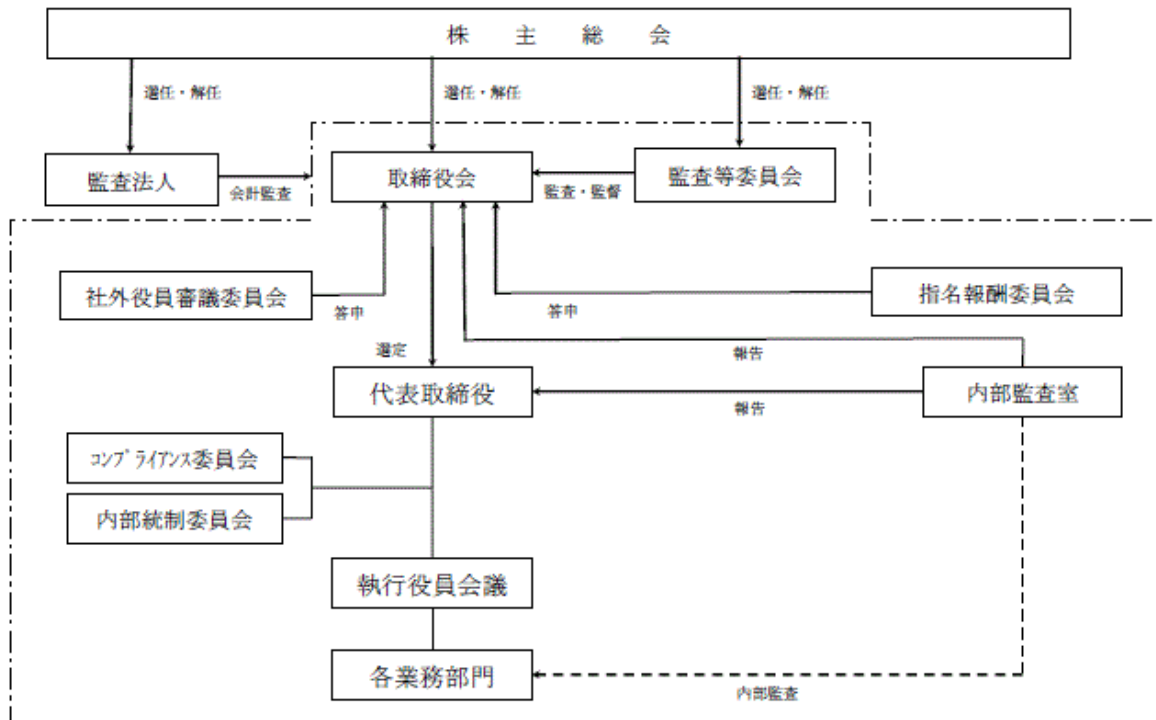 株 主 総 会
選任・解任
選任・解任
選任・解任
監査法人
会計監査
取締役会
監査・監督
監査等委員会
社外役員審議委員会
答申
答申
指名報酬委員会
選定
報告
代表取締役
報告
内部監査室
コンプライアンス委員会
内部統制委員会
執行役員会議
各業務部門
内部監査